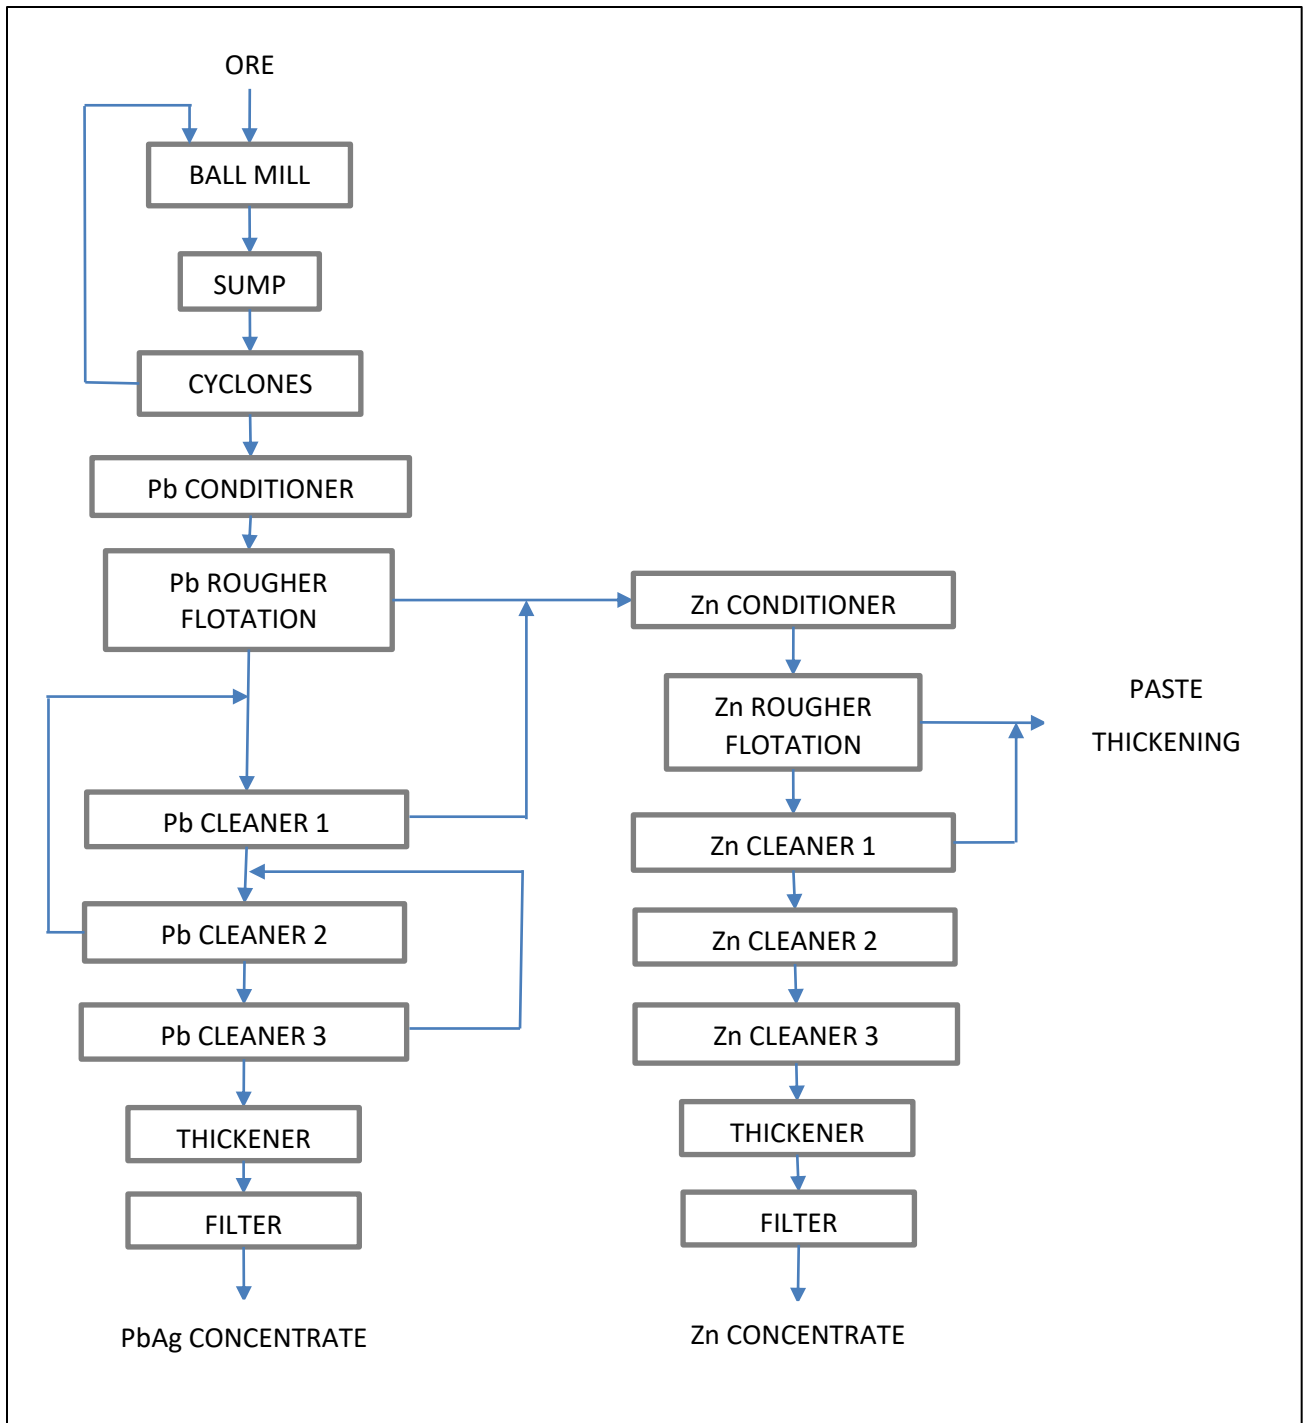 ORE
BALL MILL
SUMP
CYCLONES
Pb CONDITIONER
Pb ROUGHER
FLOTATION
Pb CLEANER 1
Pb CLEANER 2
Pb CLEANER 3
THICKENER
FILTER
PbAg CONCENTRATE
Zn CONDITIONER
Zn ROUGHER
FLOTATION
Zn CLEANER 1
Zn CLEANER 2
Zn CLEANER 3
THICKENER
FILTER
Zn CONCENTRATE
PASTE
THICKENING